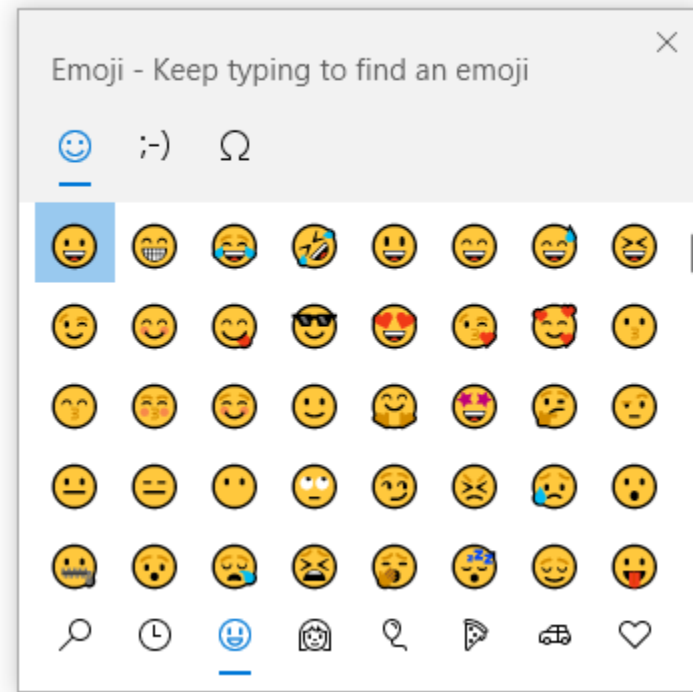 Emoji - Keep typing to find an emoji
;-) Ω